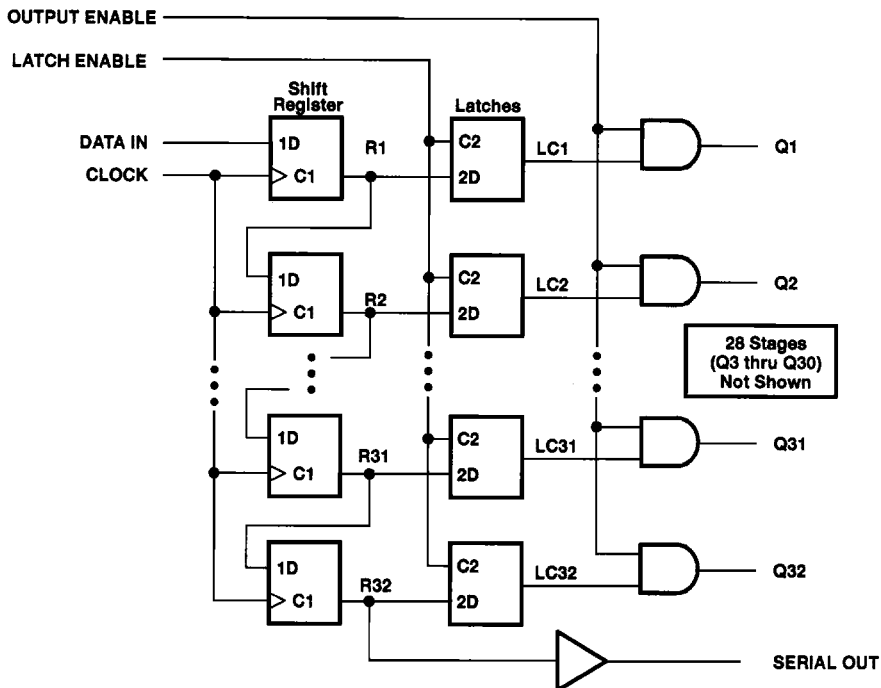 OUTPUT ENABLE
LATCH ENABLE
Shift
Register
Latches
DATA IN
1D
R1
C2
LC1
Q1
CLOCK
C1
2D
1D
R2
C2
LC2
Q2
C1
2D
28 Stages
(Q3 thru Q30)
Not Shown
1D
R31
C2
LC31
Q31
C1
2D
1D
R32
C2
LC32
Q32
C1
2D
SERIAL OUT